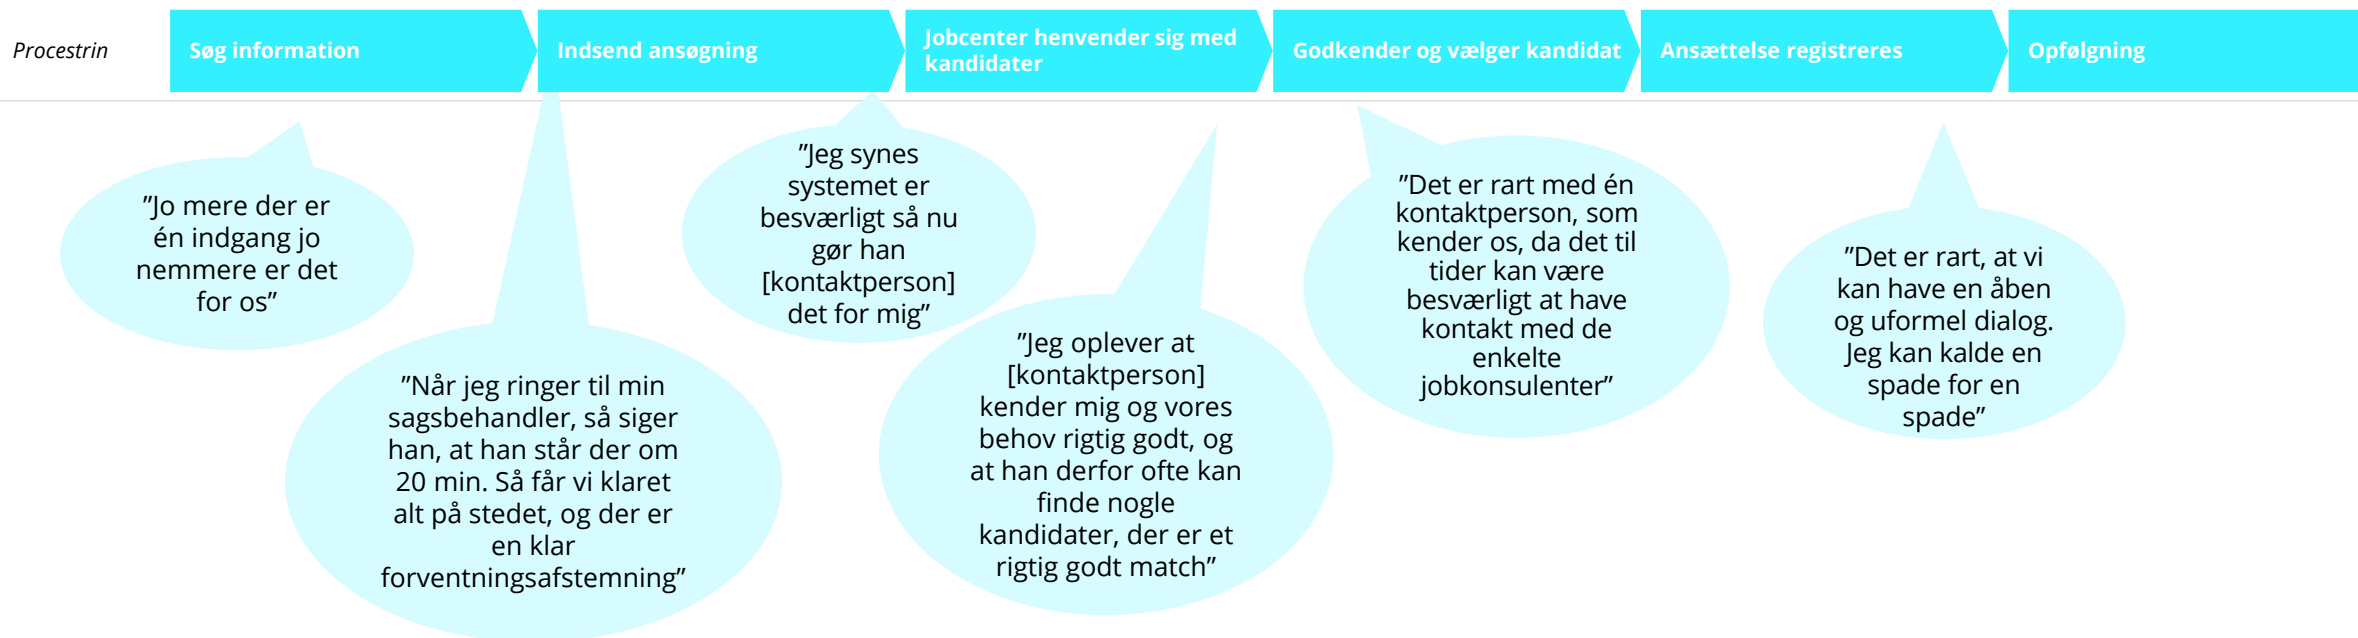 Procestrin
Søg information
Indsend ansøgning
Jobcenter henvender sig med
kandidater
Godkender og vælger kandidat
Ansættelse registreres
Opfølgning
”Jo mere der er
én indgang jo
nemmere er det
for os”
”Når jeg ringer til min
sagsbehandler, så siger
han, at han står der om
20 min. Så får vi klaret
alt på stedet, og der er
en klar
forventningsafstemning”
”Jeg synes
systemet er
besværligt så nu
gør han
[kontaktperson]
det for mig”
”Jeg oplever at
[kontaktperson]
kender mig og vores
behov rigtig godt, og
at han derfor ofte kan
finde nogle
kandidater, der er et
rigtig godt match”
”Det er rart med én
kontaktperson, som
kender os, da det til
tider kan være
besværligt at have
kontakt med de
enkelte
jobkonsulenter”
”Det er rart, at vi
kan have en åben
og uformel dialog.
Jeg kan kalde en
spade for en
spade”